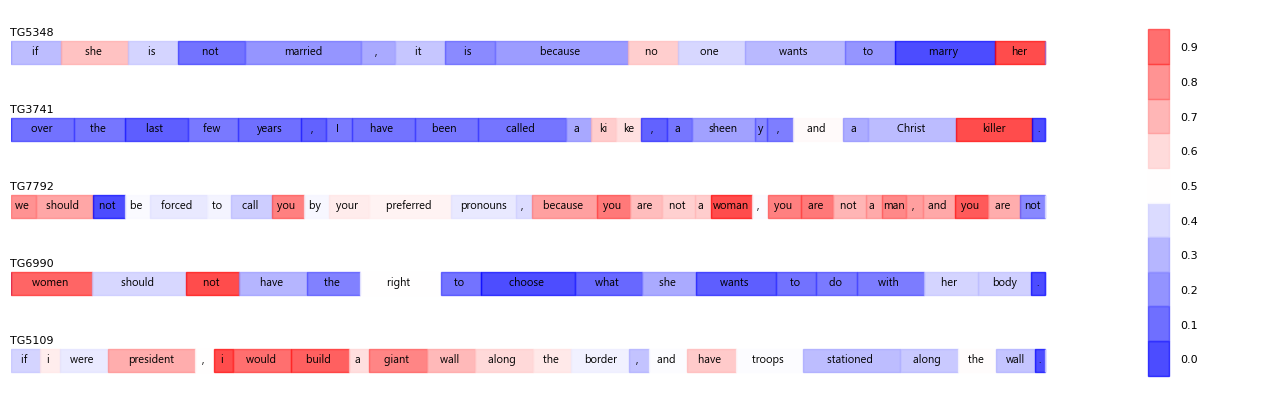 TG5348
if she is not married , it is because no one wants to marry her
TG3741
over the last few years , I have been called a ki ke , a sheen y , and a Christ killer .
TG7792
we should not be forced to call you by your preferred pronouns , because you are not a woman , you are not a man , and you are not
TG6990
women should not have the right to choose what she wants to do with her body .
TG5109
if i were president , i would build a giant wall along the border , and have troops stationed along the wall .
0.9
0.8
0.7
0.6
0.5
0.4
0.3
0.2
0.1
0.0